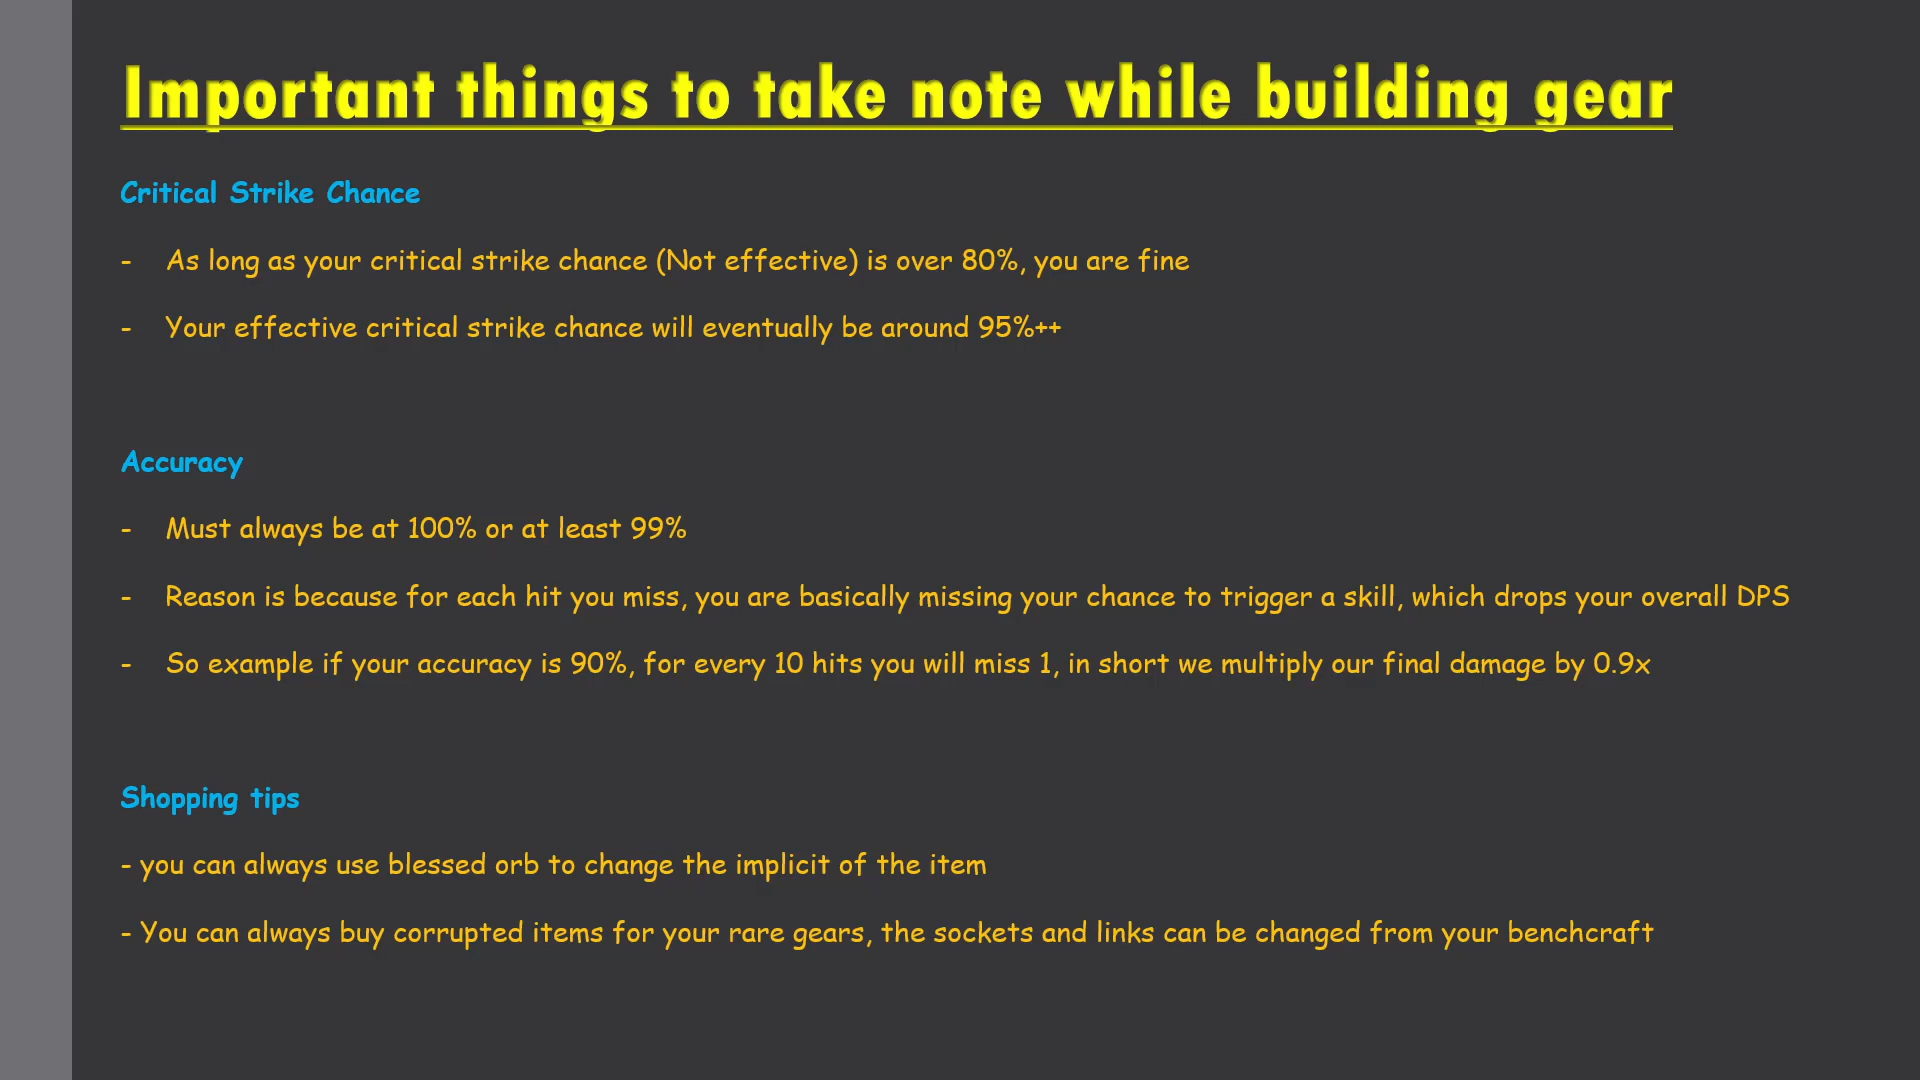 Important things to take note while building gear
Critical Strike Chance
- As long as your critical strike chance (Not effective) is over 80%, you are fine
- Your effective critical strike chance will eventually be around 95%++
Accuracy
- Must always be at 100% or at least 99%
- Reason is because for each hit you miss, you are basically missing your chance to trigger a skill, which drops your overall DPS
- So example if your accuracy is 90%, for every 10 hits you will miss 1, in short we multiply our final damage by 0.9x
Shopping tips
- you can always use blessed orb to change the implicit of the item
- You can always buy corrupted items for your rare gears, the sockets and links can be changed from your benchcraft